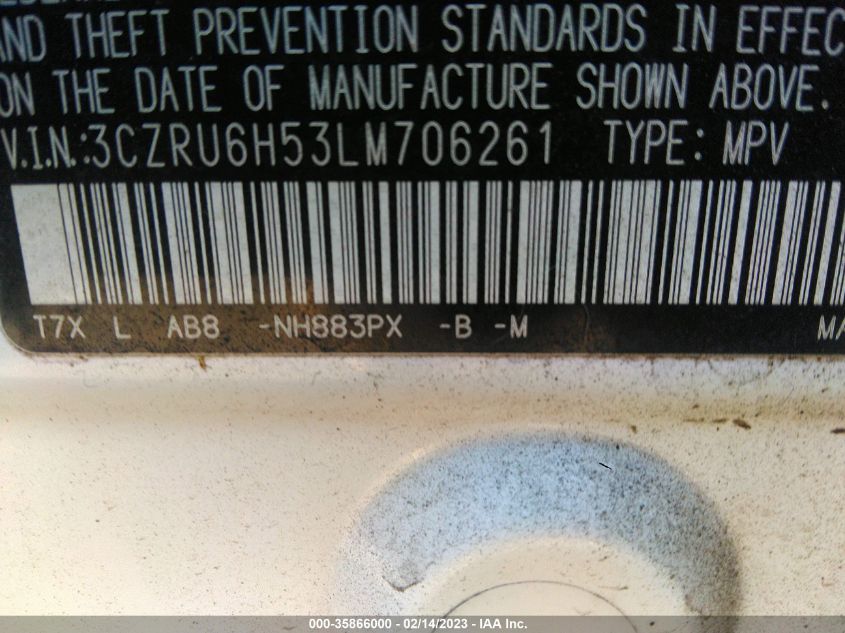 AND THEFT PREVENTION STANDARDS IN EFFEC
ON THE DATE OF MANUFACTURE SHOWN ABOVE.
V.I.N.:3CZRU6H53LM706261 TYPE: MPV
T7X L AB8 -NH883PX -B -M MA
000-35866000 - 02/14/2023 - IAA Inc.